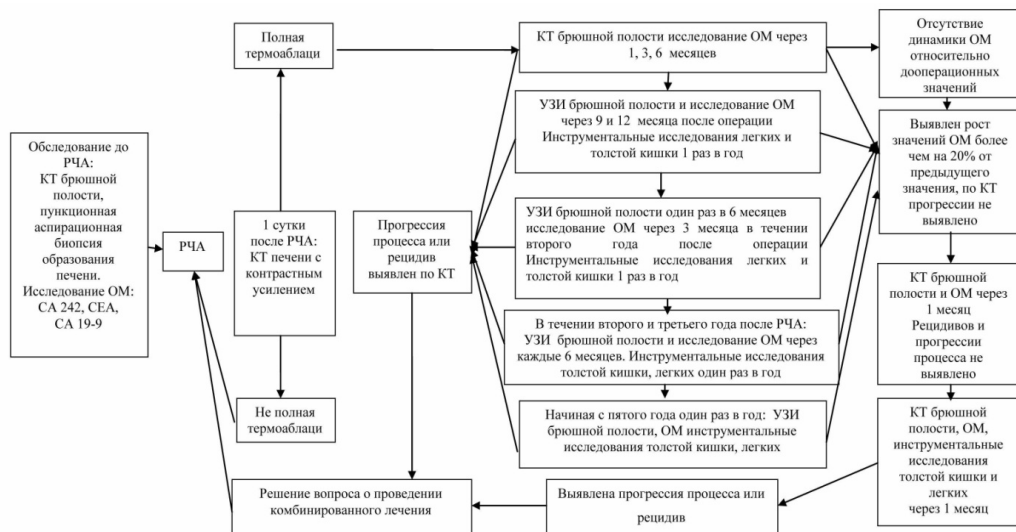 Обследование до
РЧА:
КТ брюшной
полости,
пункционная
аспирационная
биопсия
образования
печени.
Исследование ОМ:
СА 242, СЕА,
СА 19-9
РЧА
Полная
термоаблаци
1 сутки
после РЧА:
КТ печени с
контрастным
усилением
Не полная
термоаблаци
Прогрессия
процесса или
рецидив
выявлен по КТ
Решение вопроса о проведении
комбинированного лечения
КТ брюшной полости исследование ОМ через
1, 3, 6 месяцев
УЗИ брюшной полости и исследование ОМ
через 9 и 12 месяца после операции
Инструментальные исследования легких и
толстой кишки 1 раз в год
УЗИ брюшной полости один раз в 6 месяцев
исследование ОМ через 3 месяца в течении
второго года после операции
Инструментальные исследования легких и
толстой кишки 1 раз в год
В течении второго и третьего года после РЧА:
УЗИ брюшной полости и исследование ОМ через
каждые 6 месяцев. Инструментальные исследования
толстой кишки, легких один раз в год
Начиная с пятого года один раз в год: УЗИ
брюшной полости, ОМ инструментальные
исследования толстой кишки, легких
Выявлена прогрессия процесса или
рецидив
Отсутствие
динамики ОМ
относительно
дооперационных
значений
Выявлен рост
значений ОМ более
чем на 20% от
предыдущего
значения, по КТ
прогрессии не
выявлено
КТ брюшной
полости и ОМ через
1 месяц
Рецидивов и
прогрессии
процесса не
выявлено
КТ брюшной
полости, ОМ,
инструментальные
исследования
толстой кишки и
легких
через 1 месяц